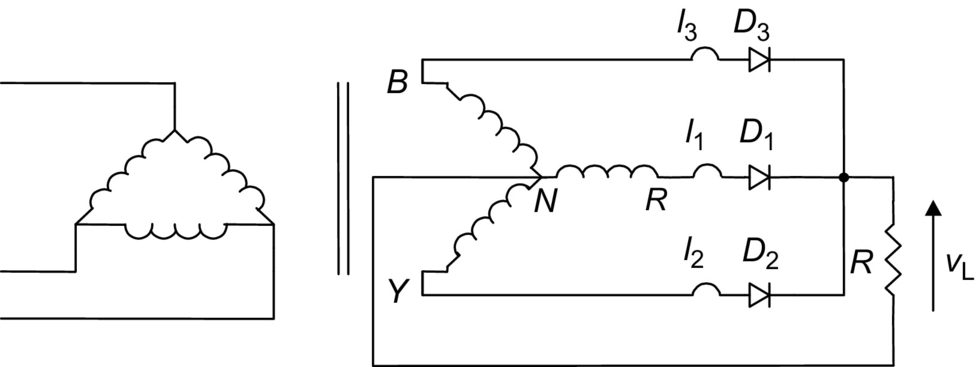 I3 D3
B
I1 D1
N R
I2 D2
Y R vL